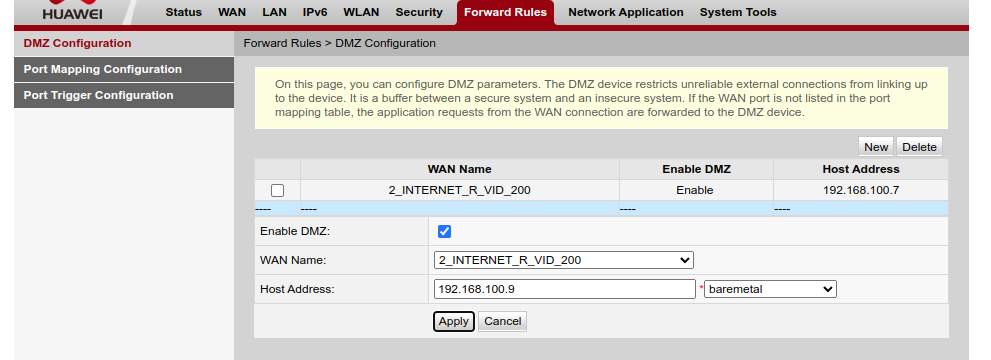 HUAWEI
Status WAN LAN IPv6 WLAN Security Forward Rules Network Application System Tools
DMZ Configuration
Port Mapping Configuration
Port Trigger Configuration
Forward Rules > DMZ Configuration
On this page, you can configure DMZ parameters. The DMZ device restricts unreliable external connections from linking up
to the device. It is a buffer between a secure system and an insecure system. If the WAN port is not listed in the port
mapping table, the application requests from the WAN connection are forwarded to the DMZ device.
New Delete
WAN Name Enable DMZ Host Address
2_INTERNET_R_VID_200 Enable 192.168.100.7
---- ---- ---- ----
Enable DMZ:
WAN Name: 2_INTERNET_R_VID_200
Host Address: 192.168.100.9 * baremetal
Apply Cancel